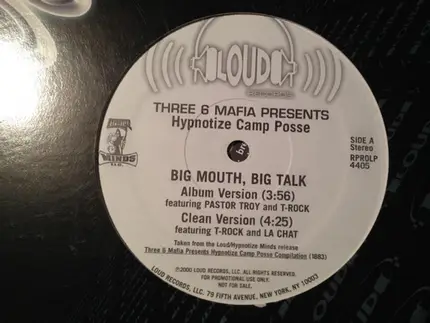 LOUD
RECORDS
THREE 6 MAFIA PRESENTS
Hypnotize Camp Posse
SIDE A
Stereo
RPROLP
4405
MINDS
BIG MOUTH, BIG TALK
Album Version (3:56)
featuring PASTOR TROY and T-ROCK
Clean Version (4:25)
featuring T-ROCK and LA CHAT
Taken from the Loud/Hypnotize Minds release
Three 6 Mafia Presents Hypnotize Camp Posse Compilation (1883)
℗2000 LOUD RECORDS, LLC. ALL RIGHTS RESERVED.
FOR PROMOTIONAL USE ONLY.
NOT FOR SALE.
LOUD RECORDS, LLC, 79 FIFTH AVENUE, NEW YORK, NY 10003